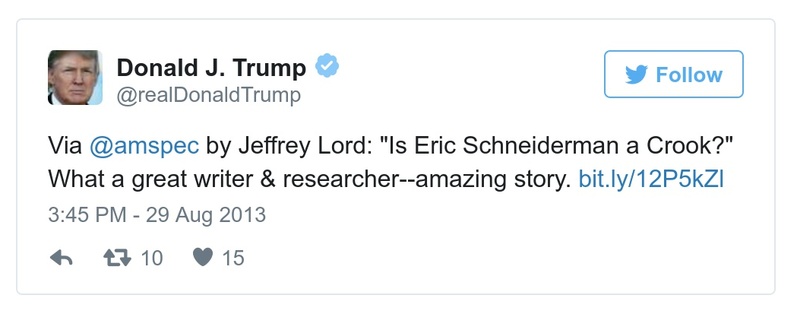 Donald J. Trump
@realDonaldTrump
Follow
Via @amspec by Jeffrey Lord: "Is Eric Schneiderman a Crook?"
What a great writer & researcher--amazing story. bit.ly/12P5kZl
3:45 PM - 29 Aug 2013
10 15